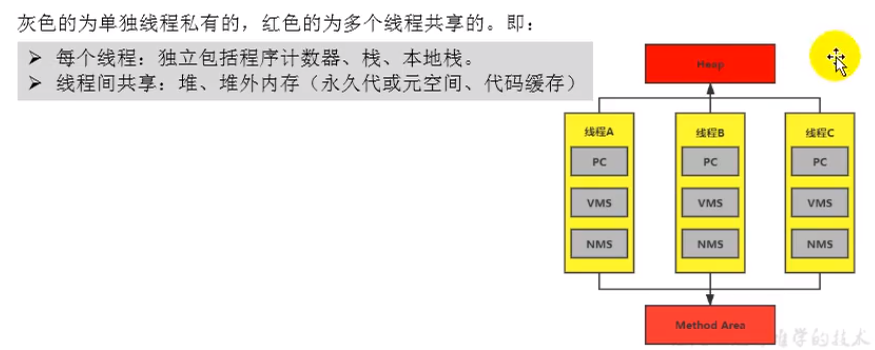 灰色的为单独线程私有的，红色的为多个线程共享的。即：
➤ 每个线程：独立包括程序计数器、栈、本地栈。
➤ 线程间共享：堆、堆外内存（永久代或元空间、代码缓存）
Heap
线程A
线程B
线程C
PC
PC
PC
VMS
VMS
VMS
NMS
NMS
NMS
Method Area
学的技术